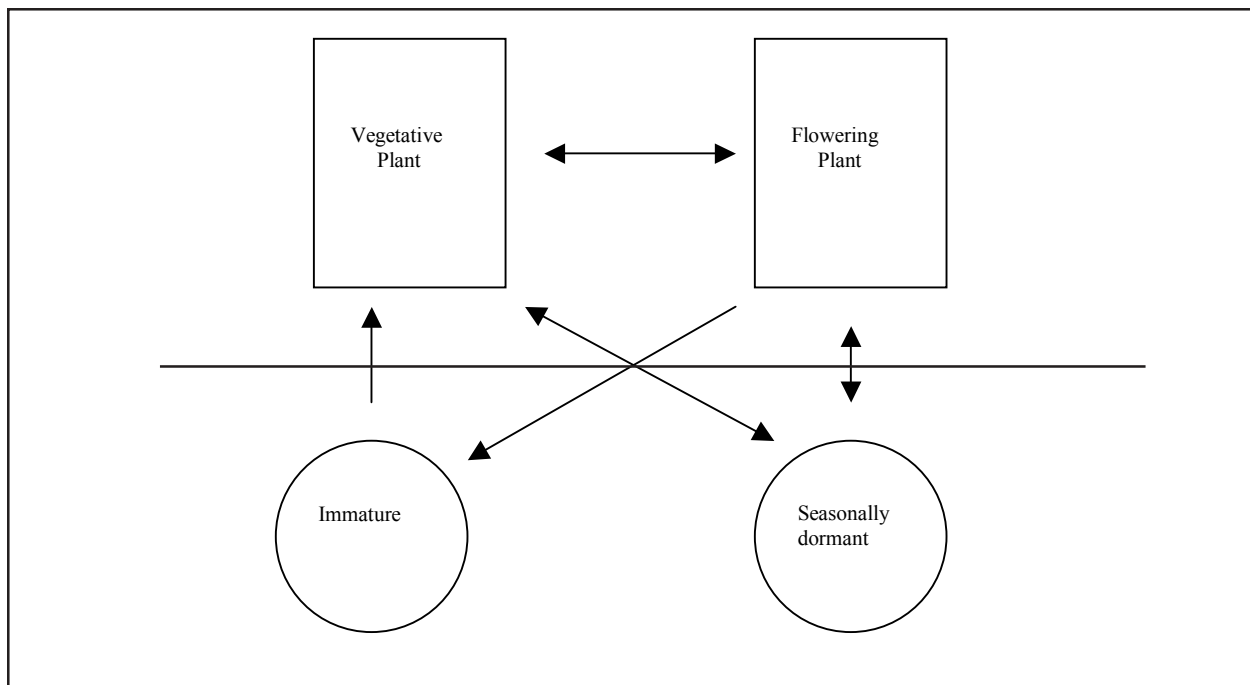 Vegetative
Plant
Flowering
Plant
Immature
Seasonally
dormant